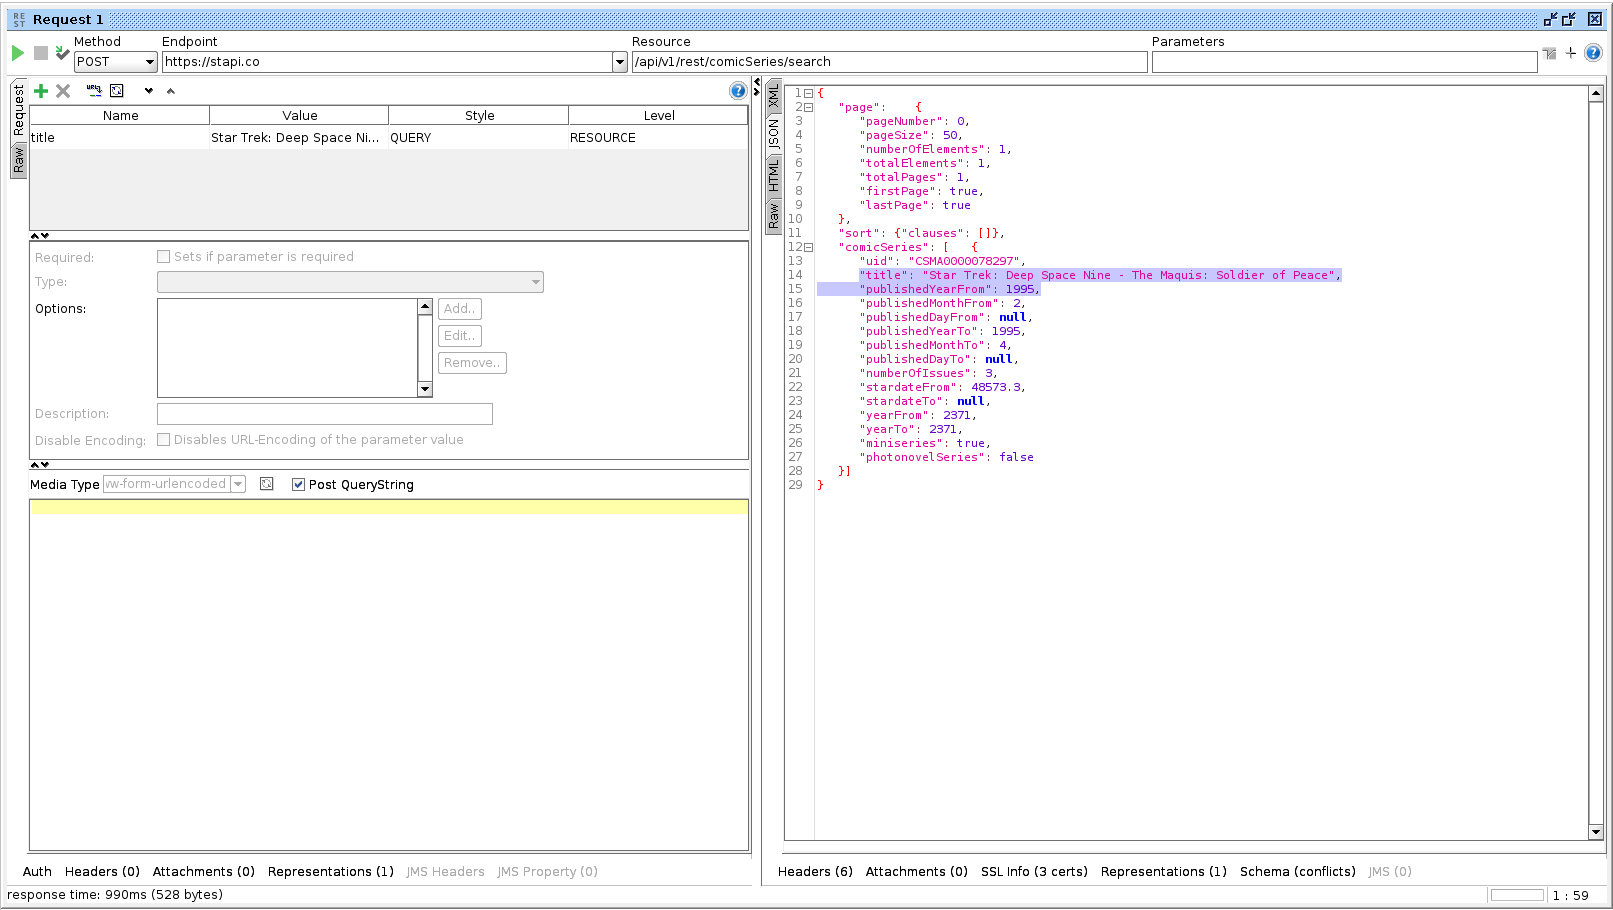 REST Request 1
Method Endpoint Resource Parameters
POST https://stapi.co /api/v1/rest/comicSeries/search
Request
Raw
Name Value Style Level
title Star Trek: Deep Space Ni... QUERY RESOURCE
Required: Sets if parameter is required
Type:
Options: Add..
Edit..
Remove..
Description:
Disable Encoding: Disables URL-Encoding of the parameter value
Media Type w-form-urlencoded Post QueryString
XML
JSON
HTML
Raw
1 {
2 "page": {
3 "pageNumber": 0,
4 "pageSize": 50,
5 "numberOfElements": 1,
6 "totalElements": 1,
7 "totalPages": 1,
8 "firstPage": true,
9 "lastPage": true
10 },
11 "sort": {"clauses": []},
12 "comicSeries": [ {
13 "uid": "CSMA0000078297",
14 "title": "Star Trek: Deep Space Nine - The Maquis: Soldier of Peace",
15 "publishedYearFrom": 1995,
16 "publishedMonthFrom": 2,
17 "publishedDayFrom": null,
18 "publishedYearTo": 1995,
19 "publishedMonthTo": 4,
20 "publishedDayTo": null,
21 "numberOfIssues": 3,
22 "stardateFrom": 48573.3,
23 "stardateTo": null,
24 "yearFrom": 2371,
25 "yearTo": 2371,
26 "miniseries": true,
27 "photonovelSeries": false
28 }]
29 }
Auth Headers (0) Attachments (0) Representations (1) JMS Headers JMS Property (0)
Headers (6) Attachments (0) SSL Info (3 certs) Representations (1) Schema (conflicts) JMS (0)
response time: 990ms (528 bytes)
1 : 59